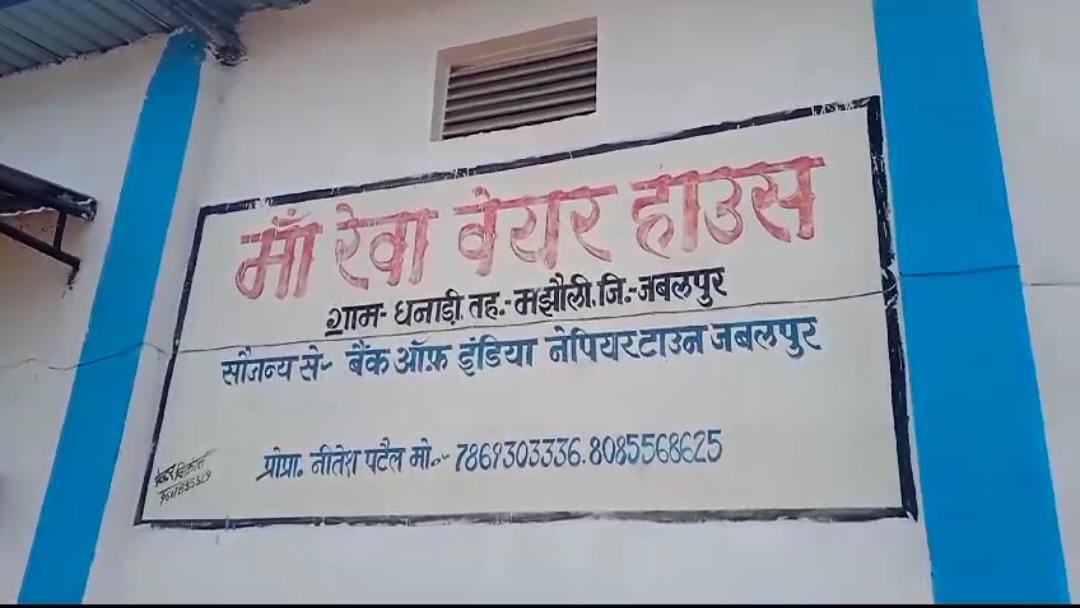 माँ रेवा वेयर हाउस
ग्राम- धनाड़ी. तह.- मझौली. जि.- जबलपुर
सौजन्य से- बैंक ऑफ़ इंडिया नेपियरटाउन जबलपुर
प्रोप्रा. नीतेश पटैल मो.- 7869303336.8085568625